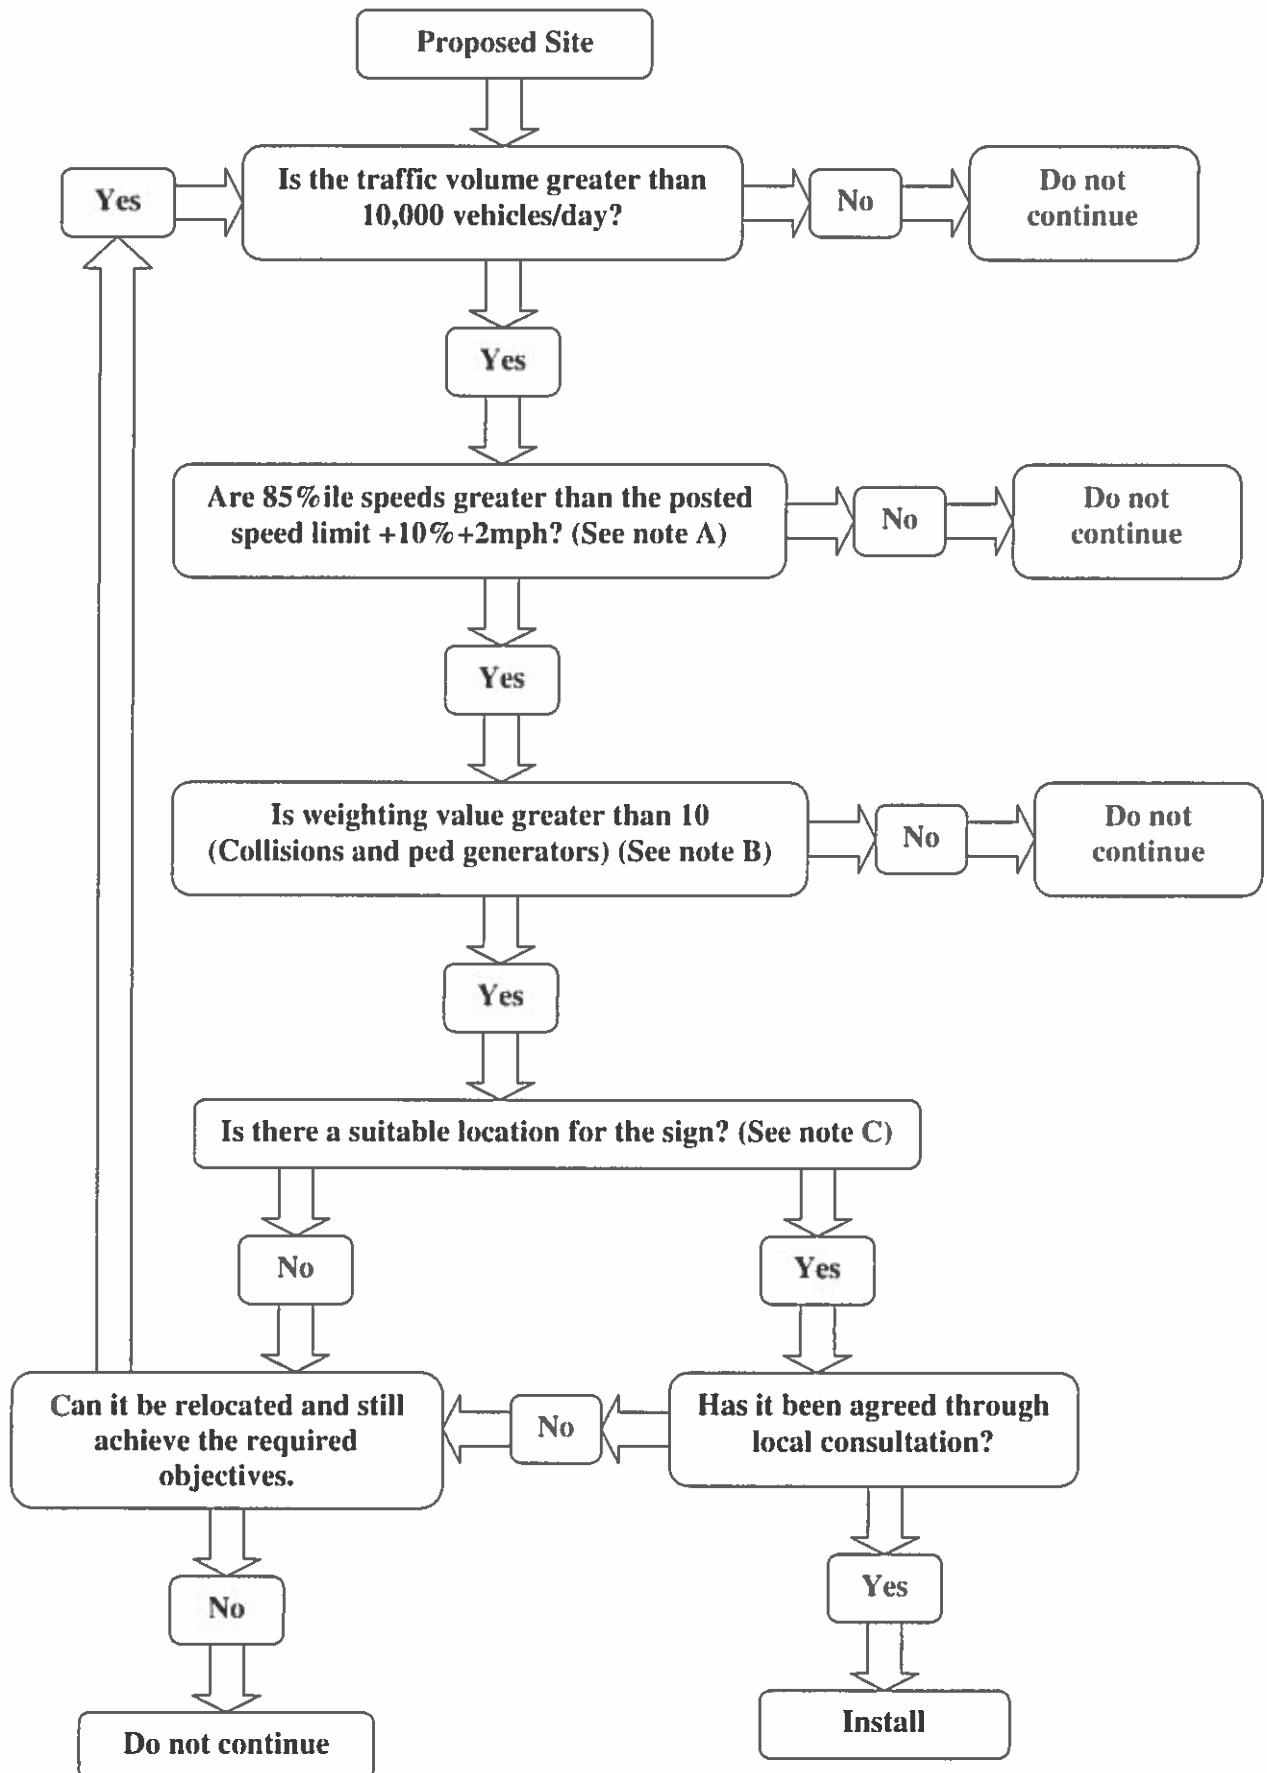 Proposed Site
Yes
Is the traffic volume greater than
10,000 vehicles/day?
No
Do not
continue
Yes
Are 85%ile speeds greater than the posted
speed limit +10%+2mph? (See note A)
No
Do not
continue
Yes
Is weighting value greater than 10
(Collisions and ped generators) (See note B)
No
Do not
continue
Yes
Is there a suitable location for the sign? (See note C)
No
Yes
Can it be relocated and still
achieve the required
objectives.
No
Has it been agreed through
local consultation?
No
Yes
Do not continue
Install